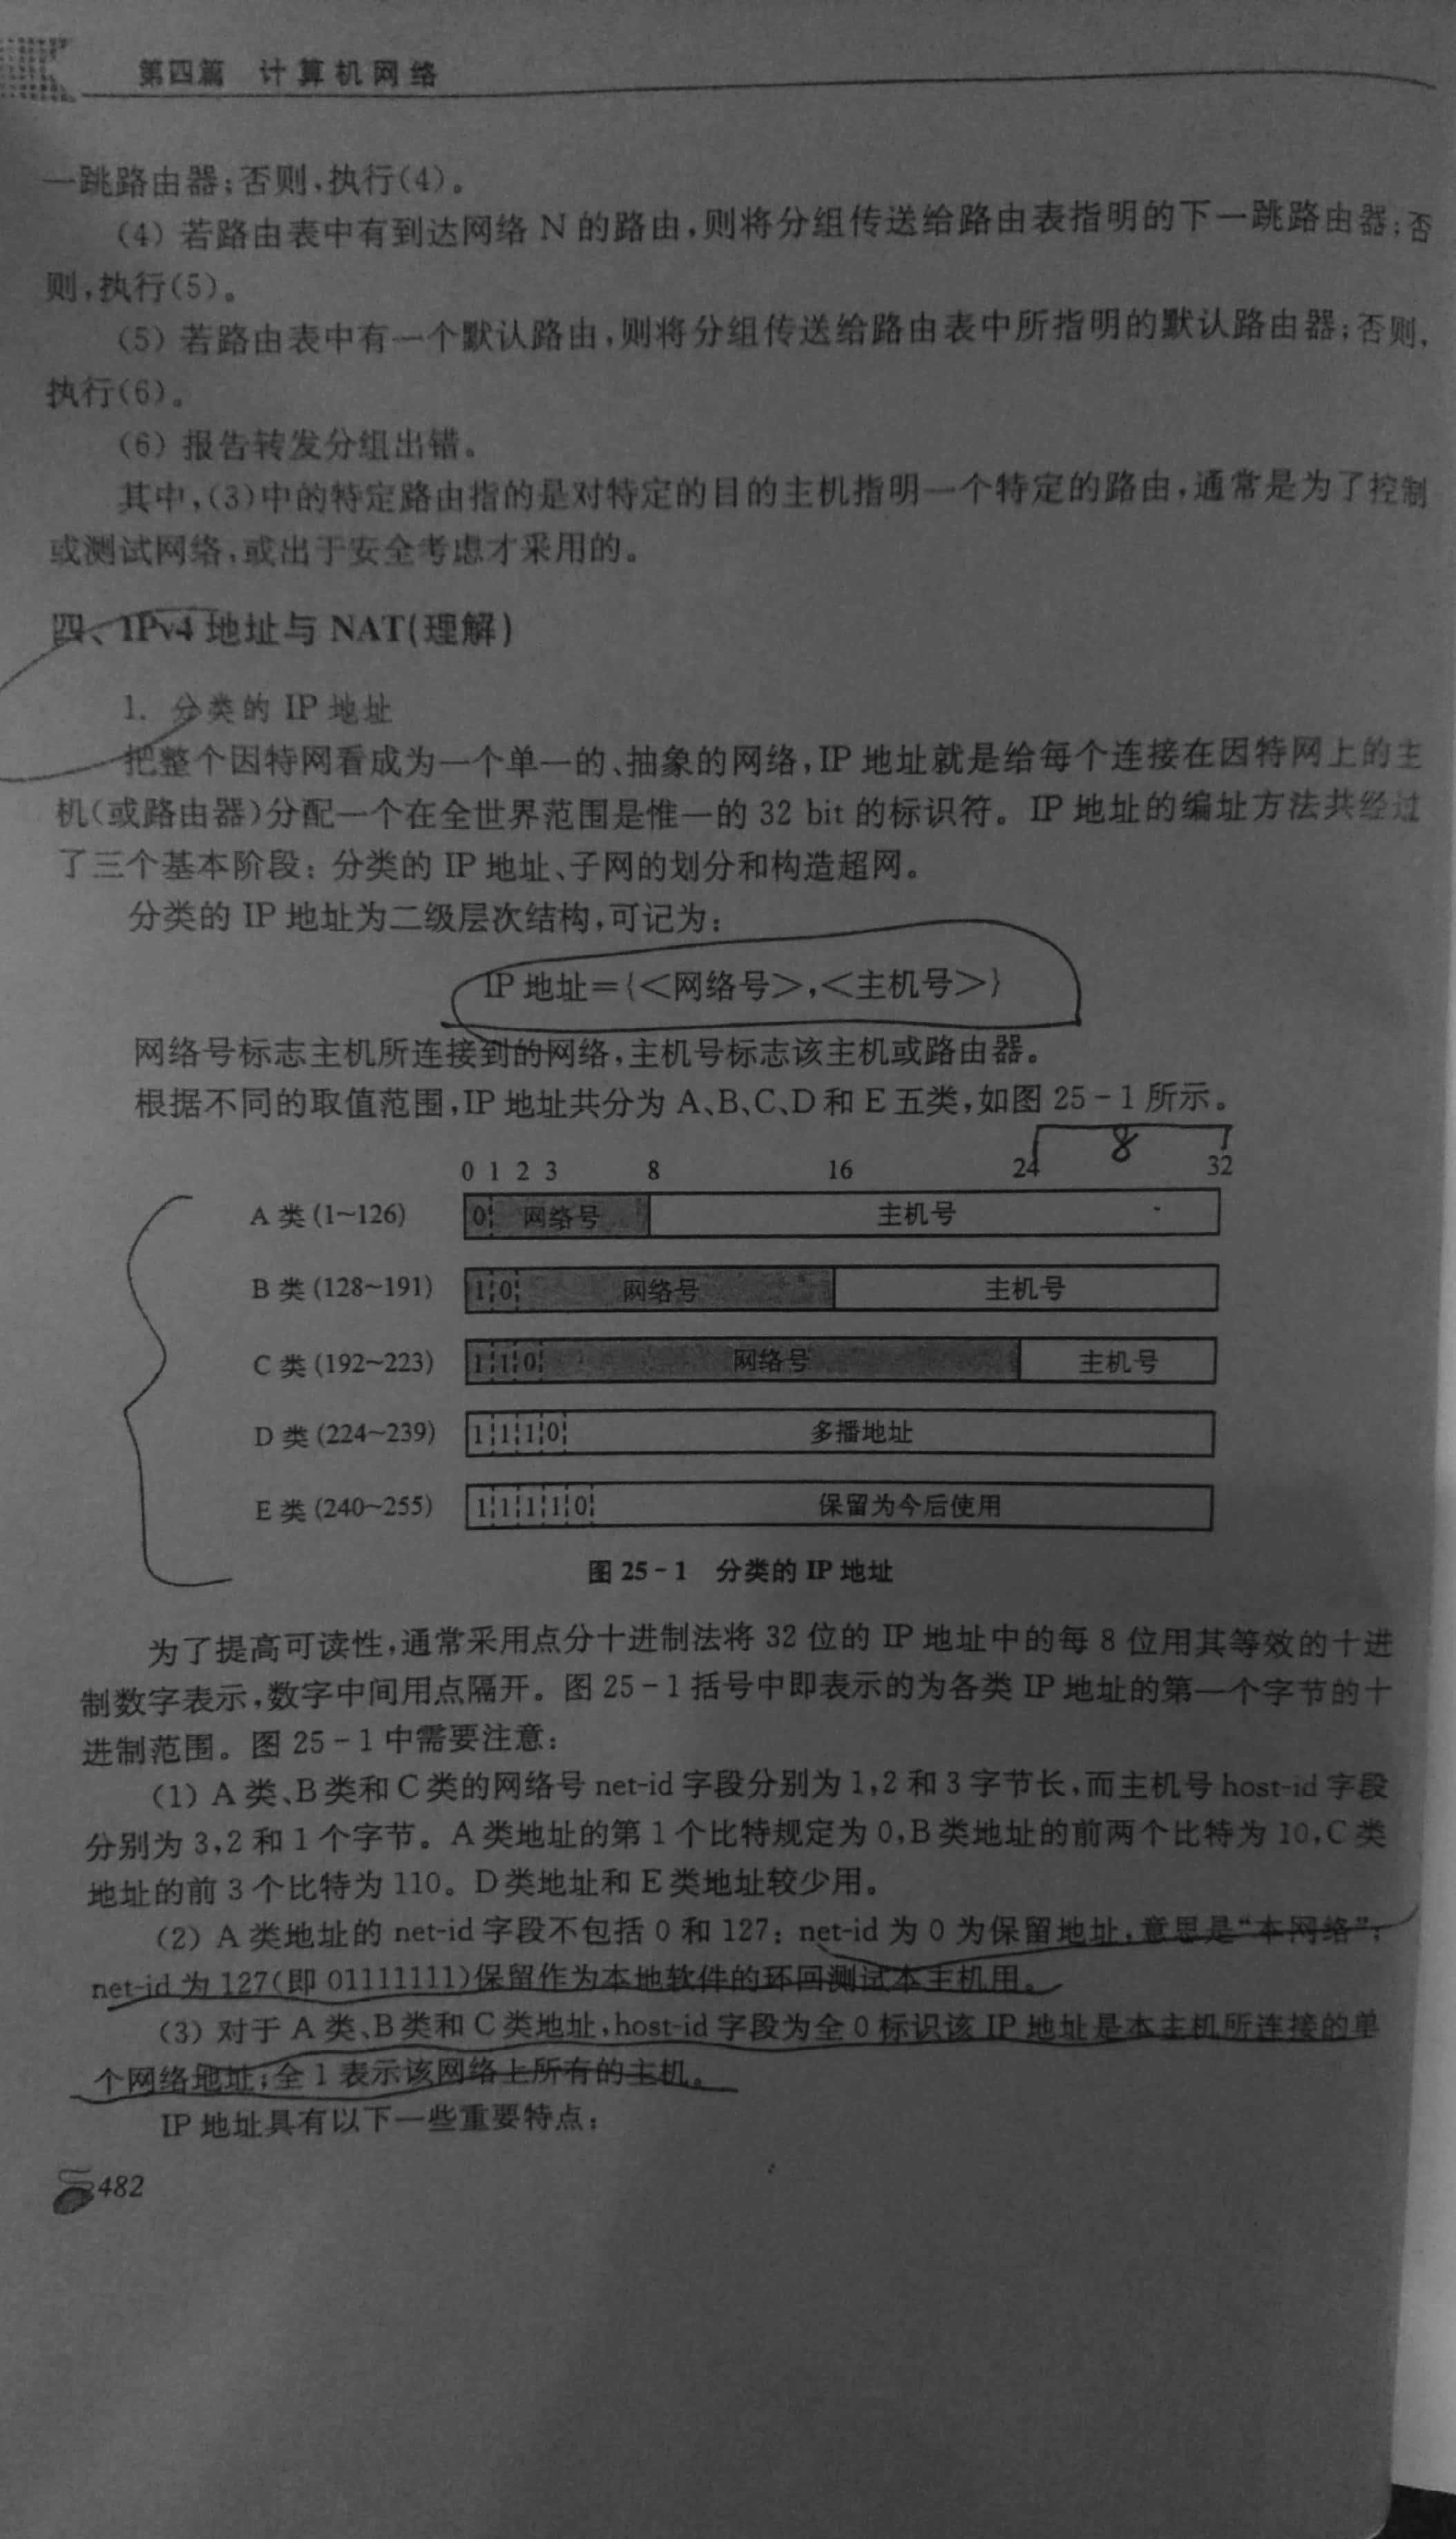 第四篇 计算机网络
一跳路由器;否则,执行(4)。
(4) 若路由表中有到达网络 N 的路由,则将分组传送给路由表指明的下一跳路由器;否
则,执行(5)。
(5) 若路由表中有一个默认路由,则将分组传送给路由表中所指明的默认路由器;否则,
执行(6)。
(6) 报告转发分组出错。
其中,(3)中的特定路由指的是对特定的目的主机指明一个特定的路由,通常是为了控制
或测试网络,或出于安全考虑才采用的。
四、IPv4 地址与 NAT(理解)
1. 分类的 IP 地址
把整个因特网看成为一个单一的、抽象的网络,IP 地址就是给每个连接在因特网上的主
机(或路由器)分配一个在全世界范围是惟一的 32 bit 的标识符。IP 地址的编址方法共经过
了三个基本阶段:分类的 IP 地址、子网的划分和构造超网。
分类的 IP 地址为二级层次结构,可记为:
IP 地址={<网络号>,<主机号>}
网络号标志主机所连接到的网络,主机号标志该主机或路由器。
根据不同的取值范围,IP 地址共分为 A、B、C、D 和 E 五类,如图 25-1 所示。
8
0 1 2 3 8 16 24 32
A 类 (1~126) 0 网络号 主机号
B 类 (128~191) 1 0 网络号 主机号
C 类 (192~223) 1 1 0 网络号 主机号
D 类 (224~239) 1 1 1 0 多播地址
E 类 (240~255) 1 1 1 1 0 保留为今后使用
图 25-1 分类的 IP 地址
为了提高可读性,通常采用点分十进制法将 32 位的 IP 地址中的每 8 位用其等效的十进
制数字表示,数字中间用点隔开。图 25-1 括号中即表示的为各类 IP 地址的第一个字节的十
进制范围。图 25-1 中需要注意:
(1) A 类、B 类和 C 类的网络号 net-id 字段分别为 1,2 和 3 字节长,而主机号 host-id 字段
分别为 3,2 和 1 个字节。A 类地址的第 1 个比特规定为 0,B 类地址的前两个比特为 10,C 类
地址的前 3 个比特为 110。D 类地址和 E 类地址较少用。
(2) A 类地址的 net-id 字段不包括 0 和 127:net-id 为 0 为保留地址,意思是“本网络”;
net-id 为 127(即 01111111)保留作为本地软件的环回测试本主机用。
(3) 对于 A 类、B 类和 C 类地址,host-id 字段为全 0 标识该 IP 地址是本主机所连接的单
个网络地址;全 1 表示该网络上所有的主机。
IP 地址具有以下一些重要特点:
482